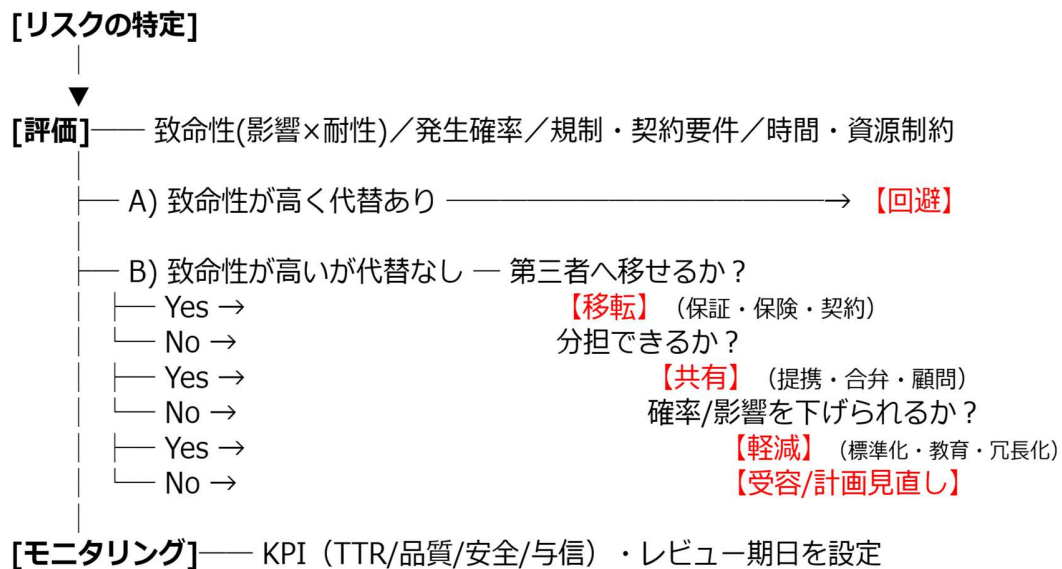 [リスクの特定]
[評価]── 致命性(影響×耐性)／発生確率／規制・契約要件／時間・資源制約
├── A) 致命性が高く代替あり ────────────────→ 【回避】
├── B) 致命性が高いが代替なし ─ 第三者へ移せるか？
├── Yes → 【移転】（保証・保険・契約）
└── No → 分担できるか？
├── Yes → 【共有】（提携・合弁・顧問）
└── No → 確率/影響を下げられるか？
├── Yes → 【軽減】（標準化・教育・冗長化）
└── No → 【受容/計画見直し】
[モニタリング]── KPI（TTR/品質/安全/与信）・レビュー期日を設定